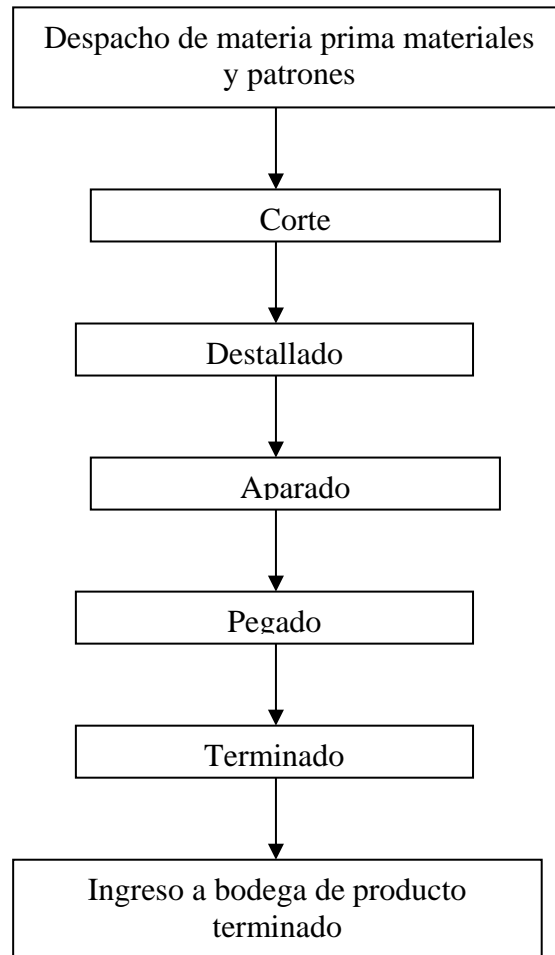 Despacho de materia prima materiales
y patrones
Corte
Destallado
Aparado
Pegado
Terminado
Ingreso a bodega de producto
terminado